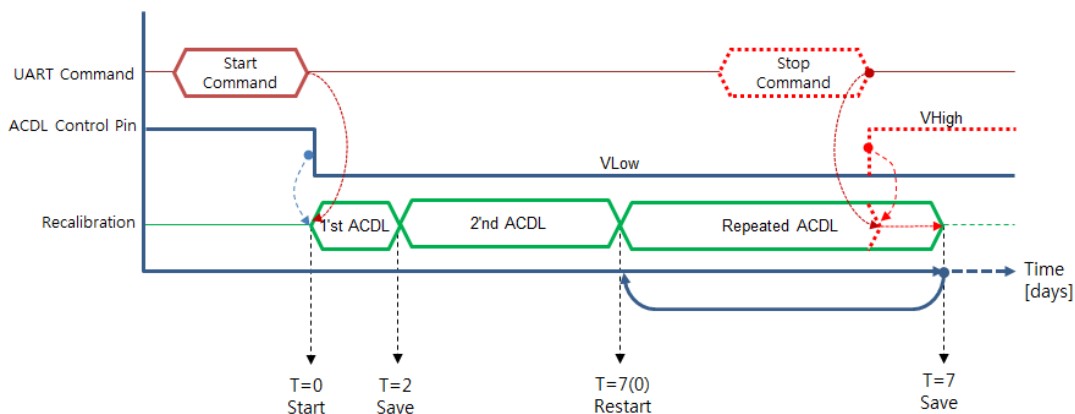 Start
Command
Stop
Command
UART Command
ACDL Control Pin
VHigh
VLow
Recalibration
1'st ACDL
2'nd ACDL
Repeated ACDL
Time
[days]
T=0
Start
T=2
Save
T=7(0)
Restart
T=7
Save